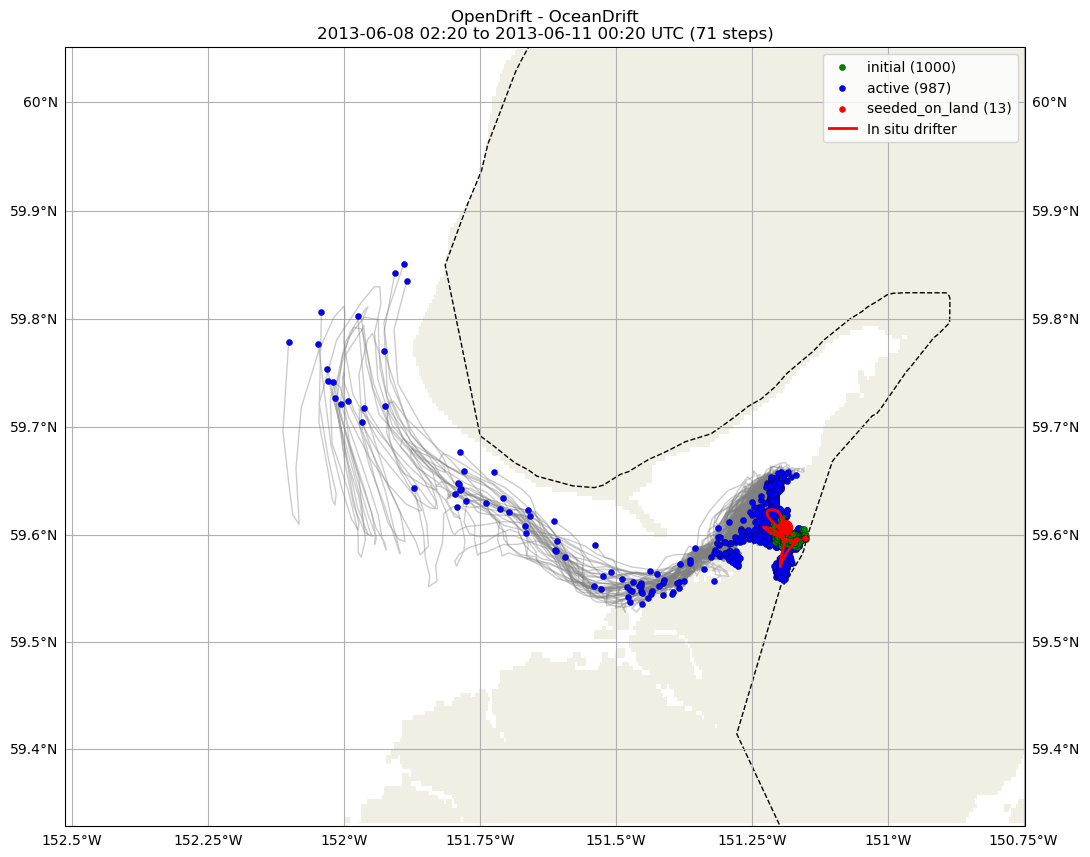 OpenDrift - OceanDrift
2013-06-08 02:20 to 2013-06-11 00:20 UTC (71 steps)
initial (1000)
active (987)
seeded_on_land (13)
In situ drifter
60°N
60°N
59.9°N
59.9°N
59.8°N
59.8°N
59.7°N
59.7°N
59.6°N
59.6°N
59.5°N
59.5°N
59.4°N
59.4°N
152.5°W
152.25°W
152°W
151.75°W
151.5°W
151.25°W
151°W
150.75°W